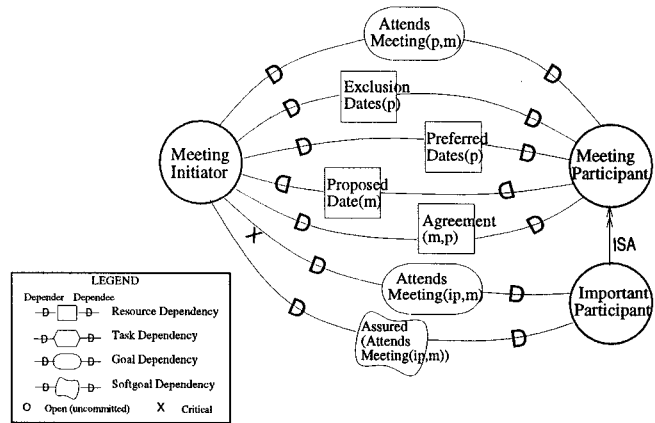 Attends
Meeting(p,m)
D
D
Exclusion
Dates(p)
D
D
Preferred
Dates(p)
D
D
Meeting
Initiator
Meeting
Participant
Proposed
Date(m)
D
D
Agreement
(m,p)
D
D
X
ISA
Attends
Meeting(ip,m)
D
D
Important
Participant
Assured
(Attends
Meeting(ip,m))
D
D
LEGEND
Depender Dependee
D D Resource Dependency
D D Task Dependency
D D Goal Dependency
D D Softgoal Dependency
O Open (uncommitted) X Critical